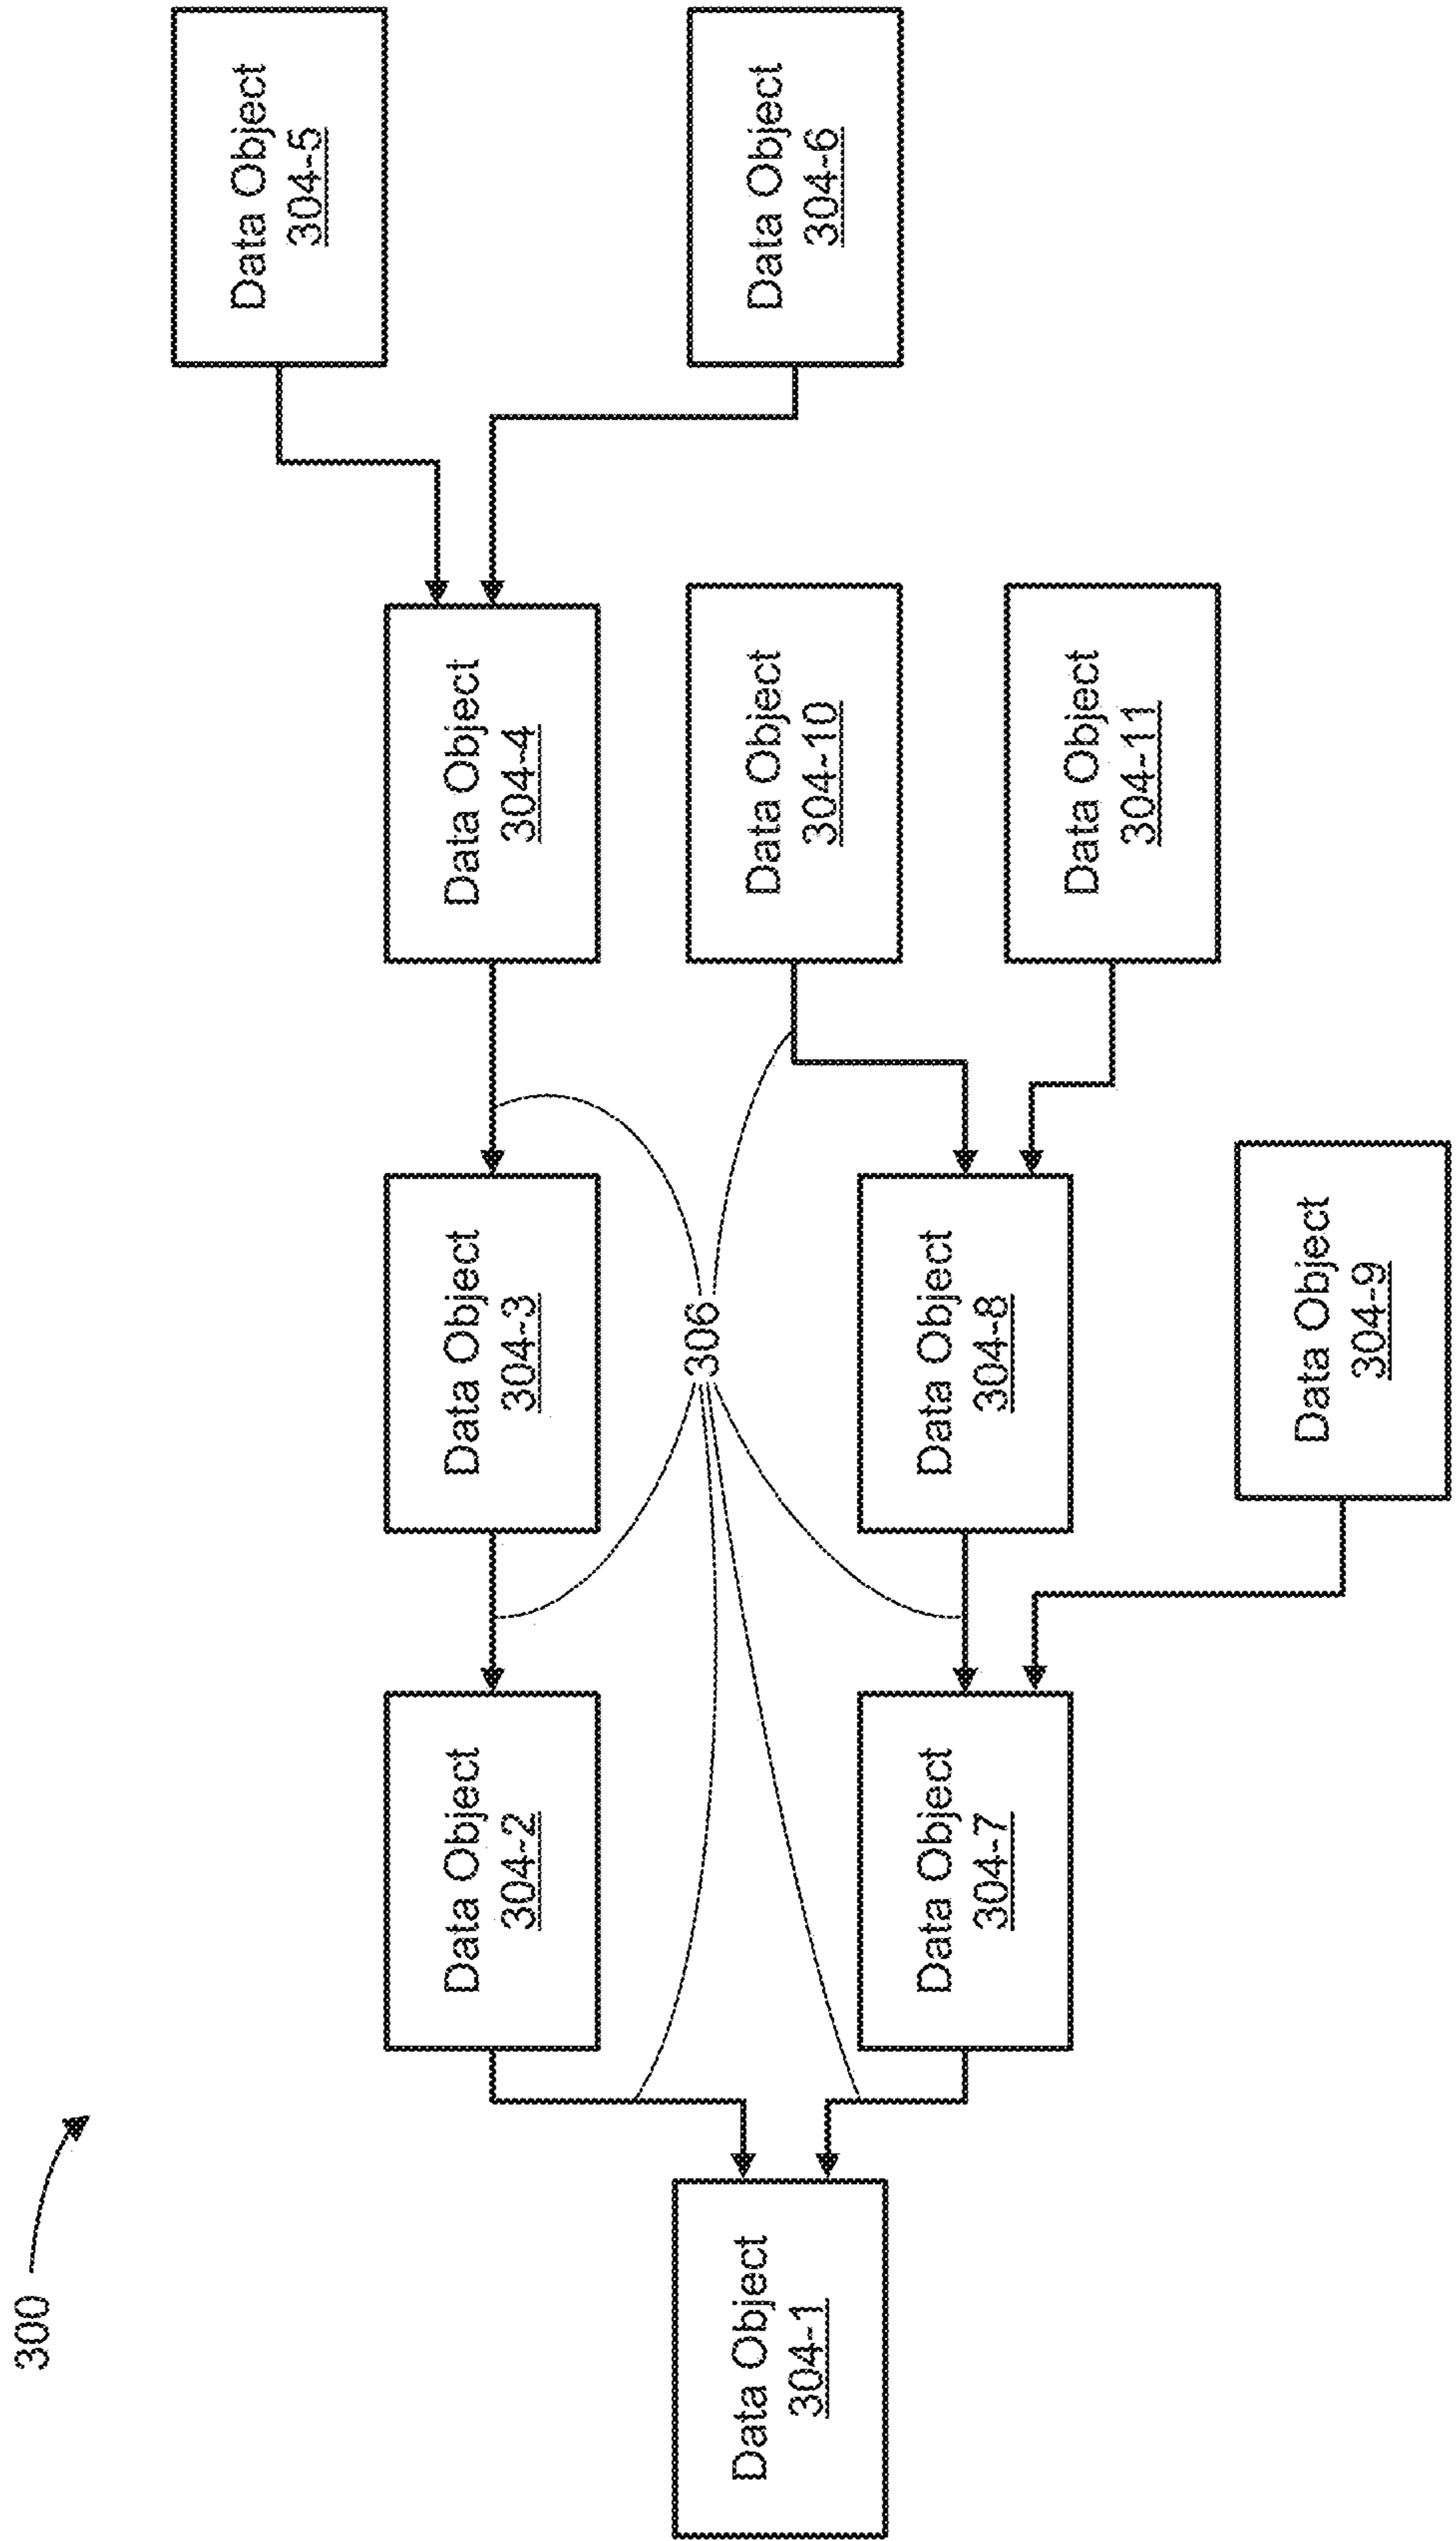 300
Data Object
304-5
Data Object
304-4
Data Object
304-3
Data Object
304-2
Data Object
304-6
Data Object
304-10
306
Data Object
304-1
Data Object
304-8
Data Object
304-7
Data Object
304-11
Data Object
304-9